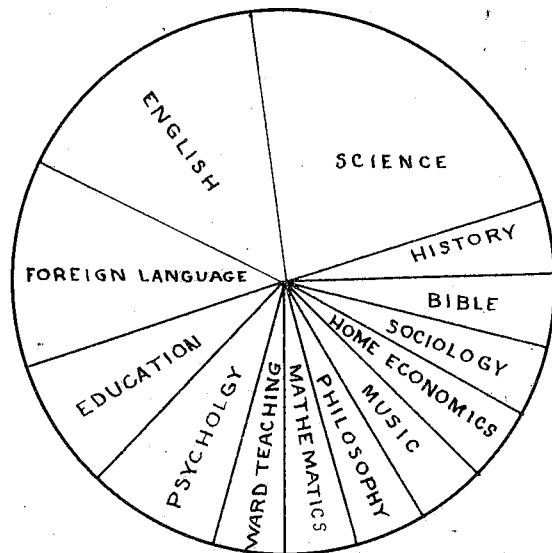 ENGLISH
SCIENCE
HISTORY
FOREIGN LANGUAGE
BIBLE
SOCIOLOGY
HOME ECONOMICS
EDUCATION
MUSIC
PSYCHOLGY
WARD TEACHING
MATHEMATICS
PHILOSOPHY